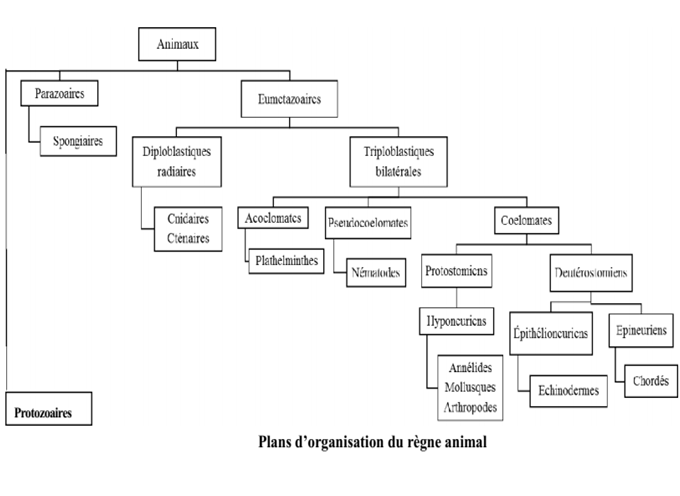 Animaux
Parazoaires
Eumétazoaires
Spongiaires
Diploblastiques
radiaires
Triploblastiques
bilatérales
Cnidaires
Cténaires
Acoelomates
Pseudocoelomates
Coelomates
Plathelminthes
Nématodes
Protostomiens
Deutérostomiens
Hyponeuriens
Épithélioneuriens
Epineuriens
Annélides
Mollusques
Arthropodes
Echinodermes
Chordés
Protozoaires
Plans d'organisation du règne animal